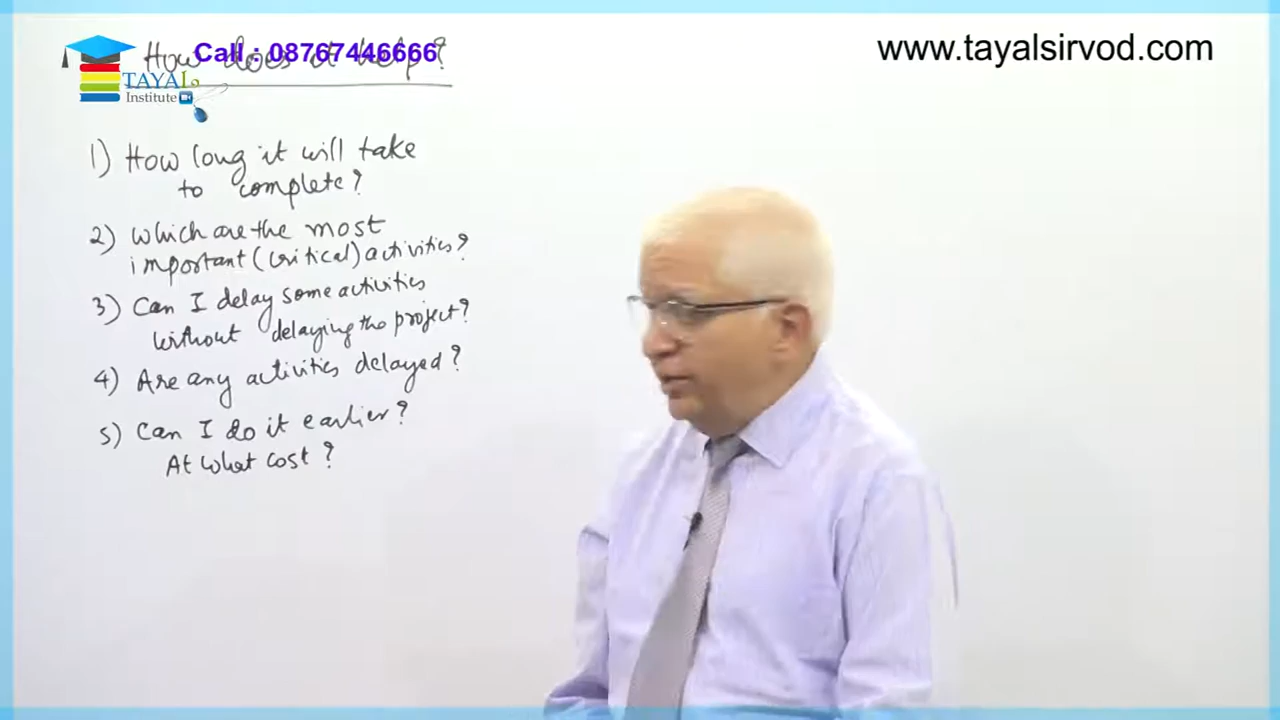 How does it help?
Call : 08767446666
www.tayalsirvod.com
TAYAL
Institute
1) How long it will take
to complete?
2) Which are the most
important (critical) activities?
3) Can I delay some activities
without delaying the project?
4) Are any activities delayed?
5) Can I do it earlier?
At what cost?